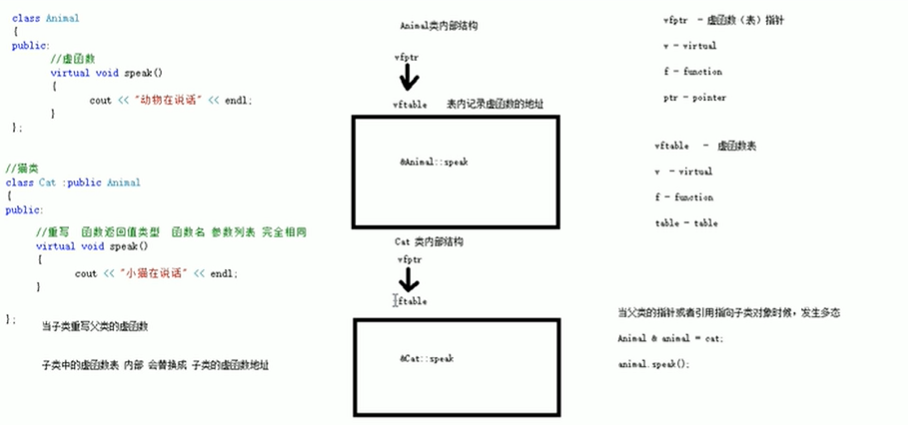 class Animal
{
public:
//虚函数
virtual void speak()
{
cout << "动物在说话" << endl;
}
};
//猫类
class Cat :public Animal
{
public:
//重写 函数返回值类型 函数名 参数列表 完全相同
virtual void speak()
{
cout << "小猫在说话" << endl;
}
};
当子类重写父类的虚函数
子类中的虚函数表 内部 会替换成 子类的虚函数地址
Animal类内部结构
vfptr
vftable 表内记录虚函数的地址
&Animal::speak
Cat 类内部结构
vfptr
ftable
&Cat::speak
vfptr - 虚函数（表）指针
v - virtual
f - function
ptr - pointer
vftable - 虚函数表
v - virtual
f - function
table - table
当父类的指针或者引用指向子类对象时候，发生多态
Animal & animal = cat;
animal.speak();